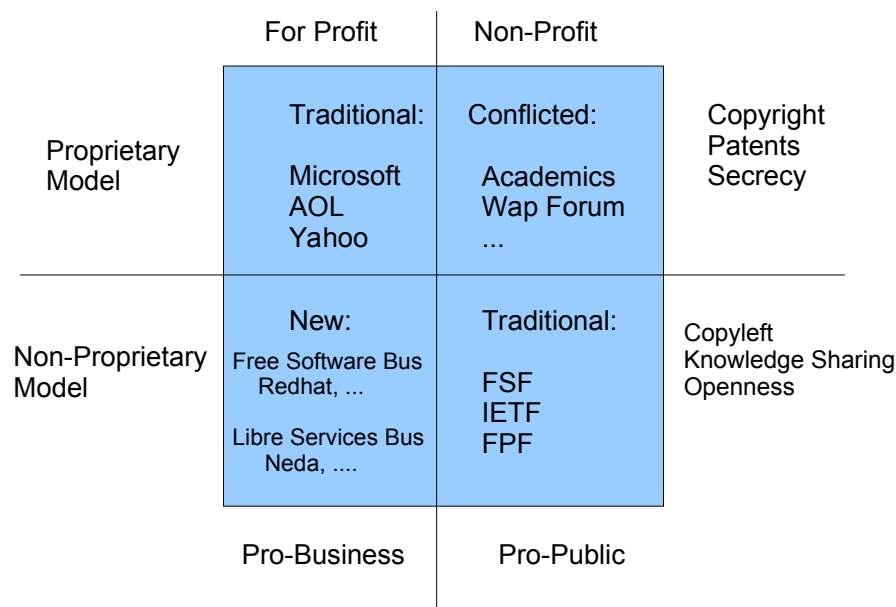 For Profit
Non-Profit
Proprietary
Model
Traditional:
Microsoft
AOL
Yahoo
Conflicted:
Academics
Wap Forum
...
Copyright
Patents
Secrecy
Non-Proprietary
Model
New:
Free Software Bus
Redhat, ...
Libre Services Bus
Neda, ....
Traditional:
FSF
IETF
FPF
Copyleft
Knowledge Sharing
Openness
Pro-Business
Pro-Public